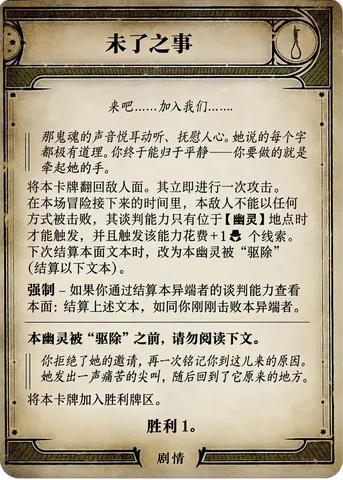 未了之事
来吧……加入我们……
那鬼魂的声音悦耳动听、抚慰人心。她说的每个字
都极有道理。你终于能归于平静——你要做的就是
牵起她的手。
将本卡牌翻回敌人面。其立即进行一次攻击。
在本场冒险接下来的时间里，本敌人不能以任何
方式被击败，其谈判能力只有位于【幽灵】地点时
才能触发，并且触发该能力花费+1 个线索。
下次结算本面文本时，改为本幽灵被“驱除”
（结算以下文本）。
强制 – 如果你通过结算本异端者的谈判能力查看
本面：结算上述文本，如同你刚刚击败本异端者。
本幽灵被“驱除”之前，请勿阅读下文。
你拒绝了她的邀请，再一次铭记你到这儿来的原因。
她发出一声痛苦的尖叫，随后回到了它原来的地方。
将本卡牌加入胜利牌区。
胜利 1。
剧情